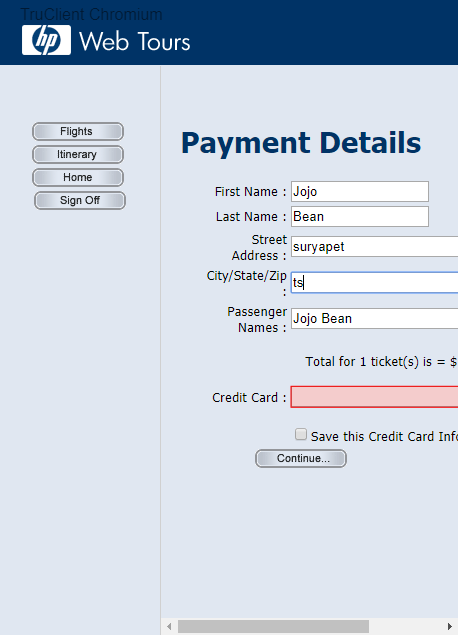 TruClient Chromium
hp Web Tours
Flights
Itinerary
Home
Sign Off
Payment Details
First Name : Jojo
Last Name : Bean
Street
Address : suryapet
City/State/Zip
: ts
Passenger
Names : Jojo Bean
Total for 1 ticket(s) is = $
Credit Card :
Save this Credit Card Info
Continue...